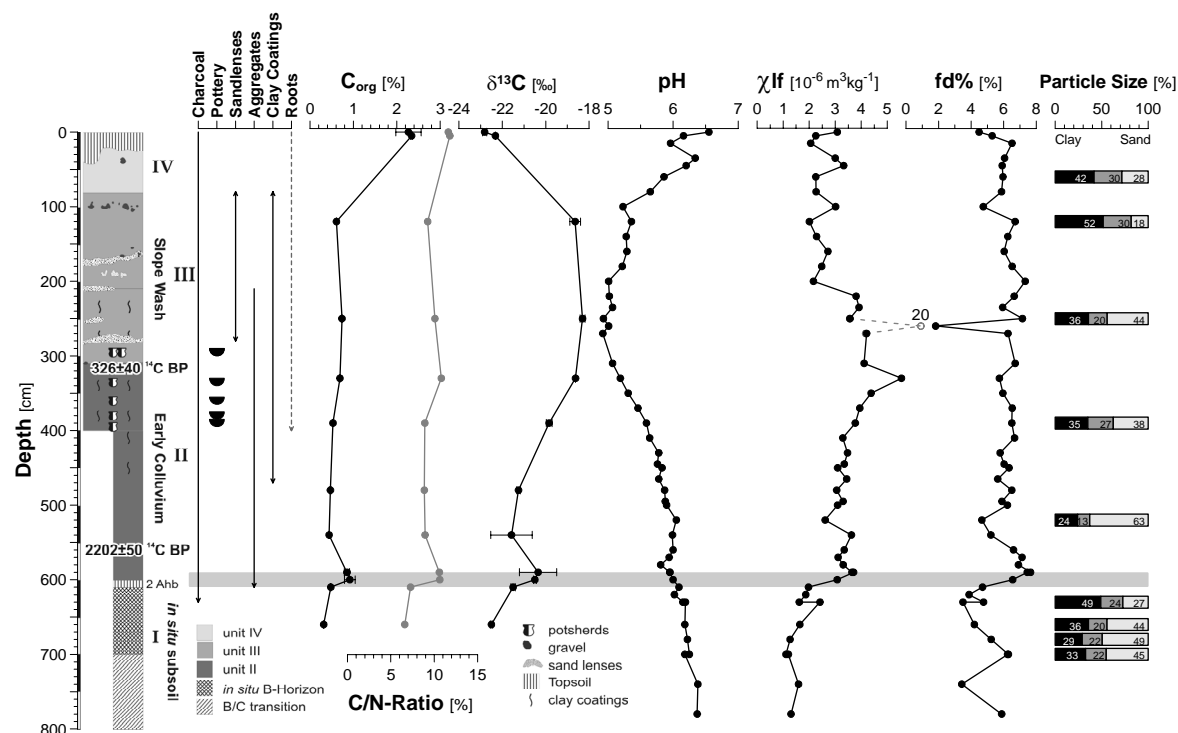 Charcoal
Pottery
Sandlenses
Aggregates
Clay Coatings
Roots
Corg [%]
δ13C [‰]
pH
χlf [10-6 m3kg-1]
fd% [%]
Particle Size [%]
0 1 2 3
-24 -22 -20 -18
5 6 7
0 1 2 3 4 5
0 2 4 6 8
0 50 100
Clay Sand
Depth [cm]
0
100
200
300
400
500
600
700
800
IV
III
Slope Wash
326±40 14C BP
II
Early Colluvium
2202±50 14C BP
2 Ahb
I
in situ subsoil
20
42 30 28
52 30 18
36 20 44
35 27 38
24 13 63
49 24 27
36 20 44
29 22 49
33 22 45
unit IV
unit III
unit II
in situ B-Horizon
B/C transition
0 5 10 15
C/N-Ratio [%]
potsherds
gravel
sand lenses
Topsoil
clay coatings